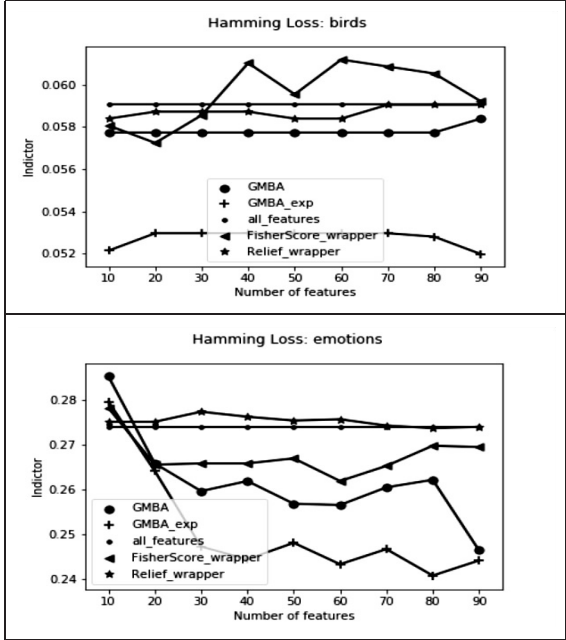 Hamming Loss: birds
0.060
0.058
0.056
0.054
0.052
Indictor
GMBA
GMBA_exp
all_features
FisherScore_wrapper
Relief_wrapper
10 20 30 40 50 60 70 80 90
Number of features
Hamming Loss: emotions
0.28
0.27
0.26
0.25
0.24
Indictor
GMBA
GMBA_exp
all_features
FisherScore_wrapper
Relief_wrapper
10 20 30 40 50 60 70 80 90
Number of features